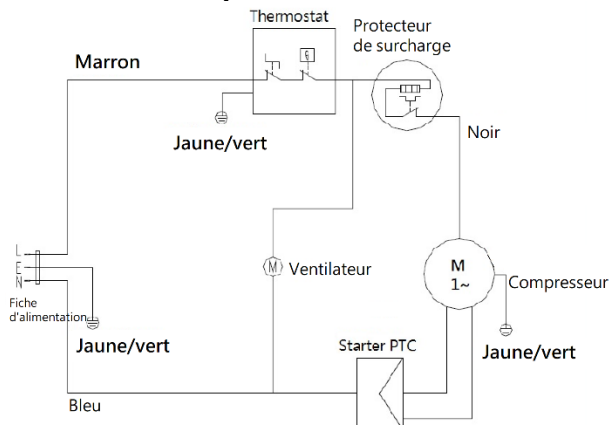 Thermostat
Protecteur
de surcharge
Marron
Jaune/vert
Noir
L
E
N
Fiche
d'alimentation
Jaune/vert
M
Ventilateur
M
1~
Compresseur
Jaune/vert
Starter PTC
Bleu